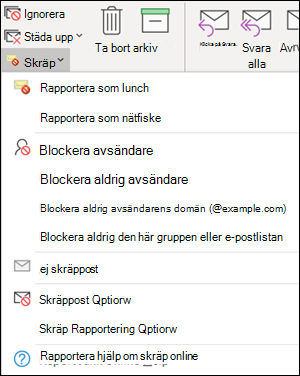 Ignorera
Städa upp
Skräp
Ta bort arkiv
Klicka på Svara.
Svara
alla
Avry
Rapportera som lunch
Rapportera som nätfiske
Blockera avsändare
Blockera aldrig avsändare
Blockera aldrig avsändarens domän (@example.com)
Blockera aldrig den här gruppen eller e-postlistan
ej skräppost
Skräppost Qptiorw
Skräp Rapportering Qptiorw
Rapportera hjälp om skräp online